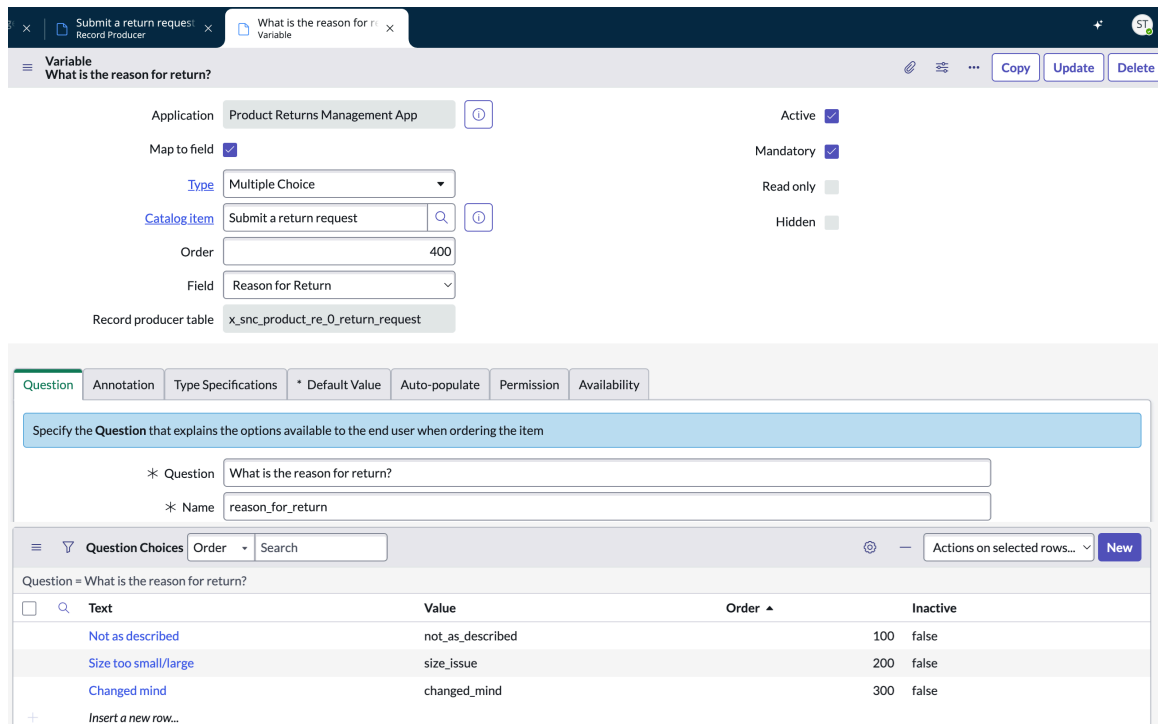 Submit a return request
Record Producer
What is the reason for re
Variable
ST
Variable
What is the reason for return?
Copy
Update
Delete
Application Product Returns Management App
Active
Map to field
Mandatory
Type Multiple Choice
Read only
Catalog item Submit a return request
Hidden
Order 400
Field Reason for Return
Record producer table x_snc_product_re_0_return_request
Question Annotation Type Specifications * Default Value Auto-populate Permission Availability
Specify the Question that explains the options available to the end user when ordering the item
* Question What is the reason for return?
* Name reason_for_return
Question Choices Order Search Actions on selected rows... New
Question = What is the reason for return?
Text Value Order Inactive
Not as described not_as_described 100 false
Size too small/large size_issue 200 false
Changed mind changed_mind 300 false
Insert a new row...